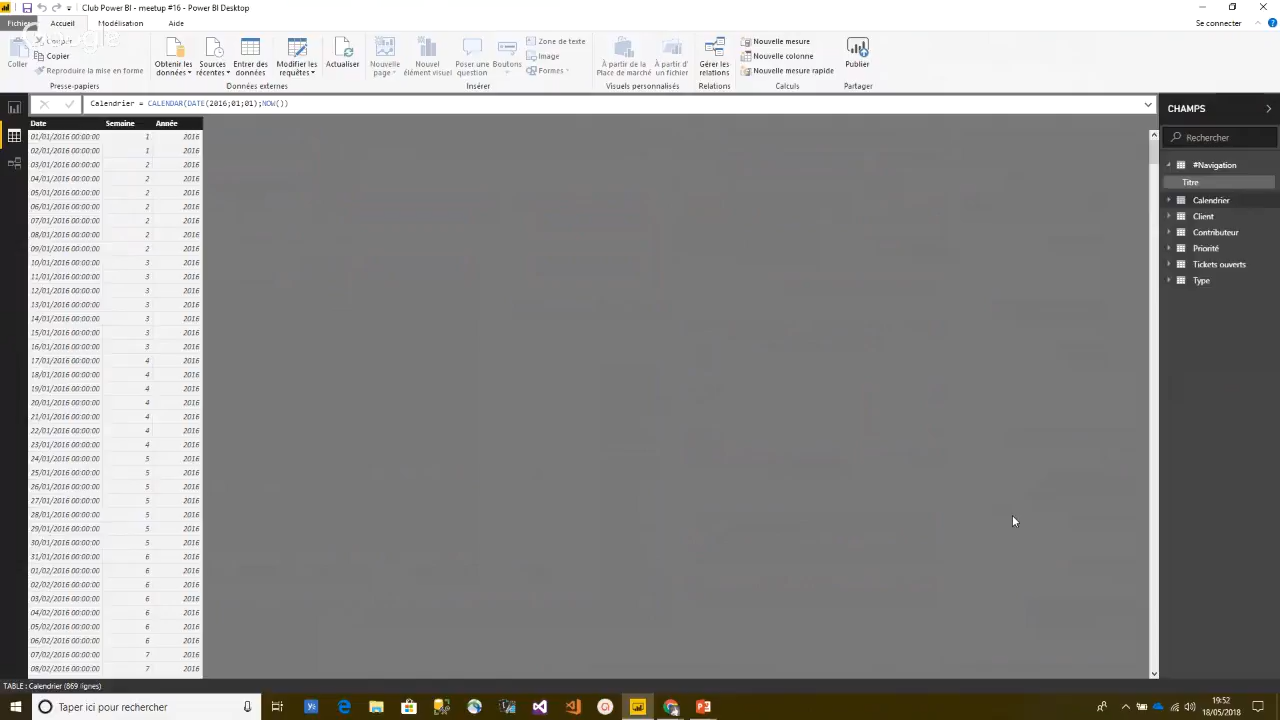 Club Power BI - meetup #16 - Power BI Desktop
Se connecter
Fichier Accueil Modélisation Aide
Coller
Couper
Copier
Reproduire la mise en forme
Presse-papiers
Obtenir les données
Sources récentes
Entrer des données
Modifier les requêtes
Actualiser
Données externes
Nouvelle page
Nouvel élément visuel
Poser une question
Boutons
Zone de texte
Image
Formes
Insérer
À partir de la Place de marché
À partir d'un fichier
Visuels personnalisés
Gérer les relations
Relations
Nouvelle mesure
Nouvelle colonne
Nouvelle mesure rapide
Calculs
Publier
Partager
Calendrier = CALENDAR(DATE(2016;01;01);NOW())
Date Semaine Année
01/01/2016 00:00:00 1 2016
02/01/2016 00:00:00 1 2016
03/01/2016 00:00:00 2 2016
04/01/2016 00:00:00 2 2016
05/01/2016 00:00:00 2 2016
06/01/2016 00:00:00 2 2016
07/01/2016 00:00:00 2 2016
08/01/2016 00:00:00 2 2016
09/01/2016 00:00:00 2 2016
10/01/2016 00:00:00 3 2016
11/01/2016 00:00:00 3 2016
12/01/2016 00:00:00 3 2016
13/01/2016 00:00:00 3 2016
14/01/2016 00:00:00 3 2016
15/01/2016 00:00:00 3 2016
16/01/2016 00:00:00 3 2016
17/01/2016 00:00:00 4 2016
18/01/2016 00:00:00 4 2016
19/01/2016 00:00:00 4 2016
20/01/2016 00:00:00 4 2016
21/01/2016 00:00:00 4 2016
22/01/2016 00:00:00 4 2016
23/01/2016 00:00:00 4 2016
24/01/2016 00:00:00 5 2016
25/01/2016 00:00:00 5 2016
26/01/2016 00:00:00 5 2016
27/01/2016 00:00:00 5 2016
28/01/2016 00:00:00 5 2016
29/01/2016 00:00:00 5 2016
30/01/2016 00:00:00 5 2016
31/01/2016 00:00:00 6 2016
01/02/2016 00:00:00 6 2016
02/02/2016 00:00:00 6 2016
03/02/2016 00:00:00 6 2016
04/02/2016 00:00:00 6 2016
05/02/2016 00:00:00 6 2016
06/02/2016 00:00:00 6 2016
07/02/2016 00:00:00 7 2016
08/02/2016 00:00:00 7 2016
CHAMPS
Rechercher
#Navigation
Titre
Calendrier
Client
Contributeur
Priorité
Tickets ouverts
Type
TABLE : Calendrier (869 lignes)
Taper ici pour rechercher
19:52
18/05/2018